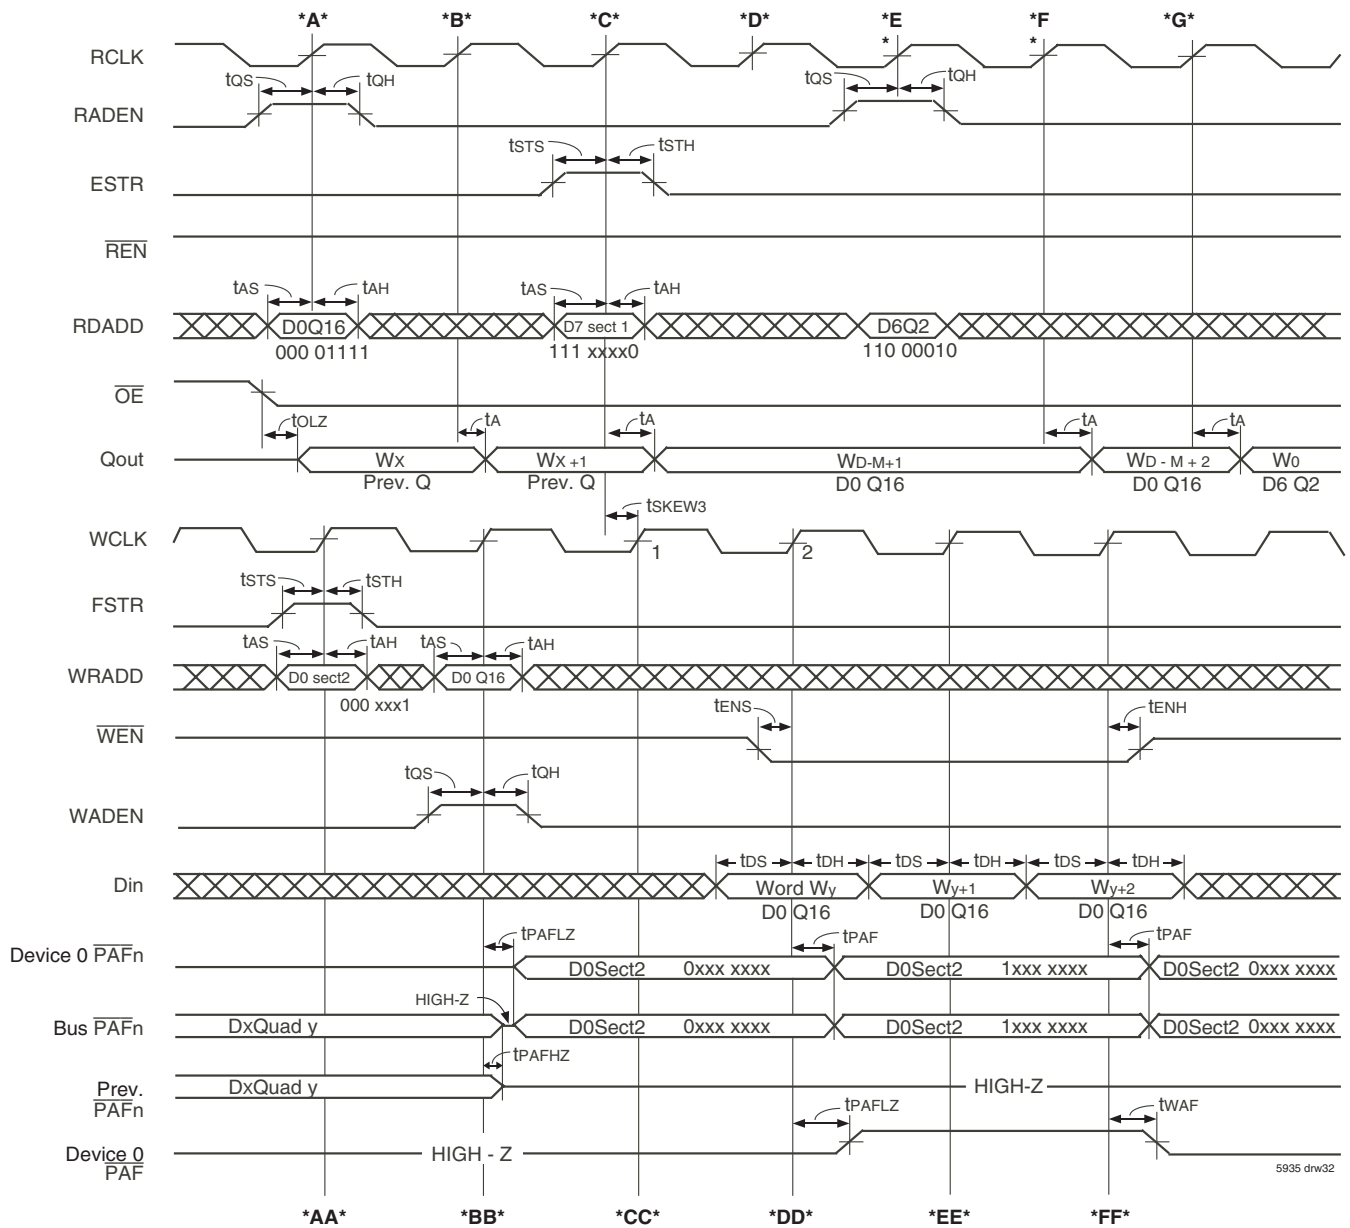 *A* *B* *C* *D* *E *F *G*
* *
RCLK
tQS tQH tQS tQH
RADEN
tSTS tSTH
ESTR
REN
tAS tAH tAS tAH
RDADD D0Q16 D7 sect 1 D6Q2
000 01111 111 xxxx0 110 00010
OE
tOLZ tA tA tA tA
Qout WX WX +1 WD-M+1 WD - M + 2 W0
Prev. Q Prev. Q D0 Q16 D0 Q16 D6 Q2
tSKEW3
WCLK 1 2
tSTS tSTH
FSTR
tAS tAH tAS tAH
WRADD D0 sect2 D0 Q16
000 xxx1
tENS tENH
WEN
tQS tQH
WADEN
tDS tDH tDS tDH tDS tDH
Din Word Wy Wy+1 Wy+2
D0 Q16 D0 Q16 D0 Q16
tPAFLZ tPAF tPAF
Device 0 PAFn D0Sect2 0xxx xxxx D0Sect2 1xxx xxxx D0Sect2 0xxx xxxx
HIGH-Z
Bus PAFn DxQuad y D0Sect2 0xxx xxxx D0Sect2 1xxx xxxx D0Sect2 0xxx xxxx
tPAFHZ
Prev. DxQuad y HIGH-Z
PAFn
tPAFLZ tWAF
Device 0 HIGH - Z
PAF
5935 drw32
*AA* *BB* *CC* *DD* *EE* *FF*